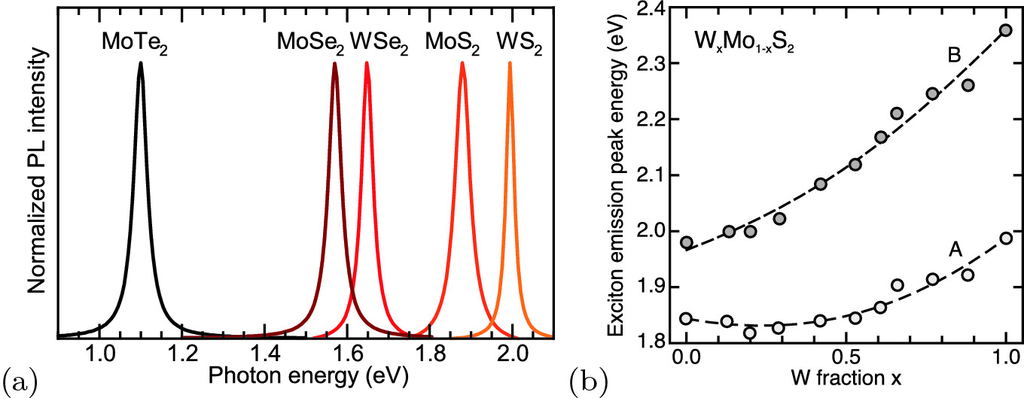 MoTe₂ MoSe₂ WSe₂ MoS₂ WS₂
Normalized PL intensity
1.0 1.2 1.4 1.6 1.8 2.0
Photon energy (eV)
(a)
WₓMo₁₋ₓS₂
B
A
Exciton emission peak energy (eV)
2.4
2.3
2.2
2.1
2.0
1.9
1.8
0.0 0.5 1.0
W fraction x
(b)